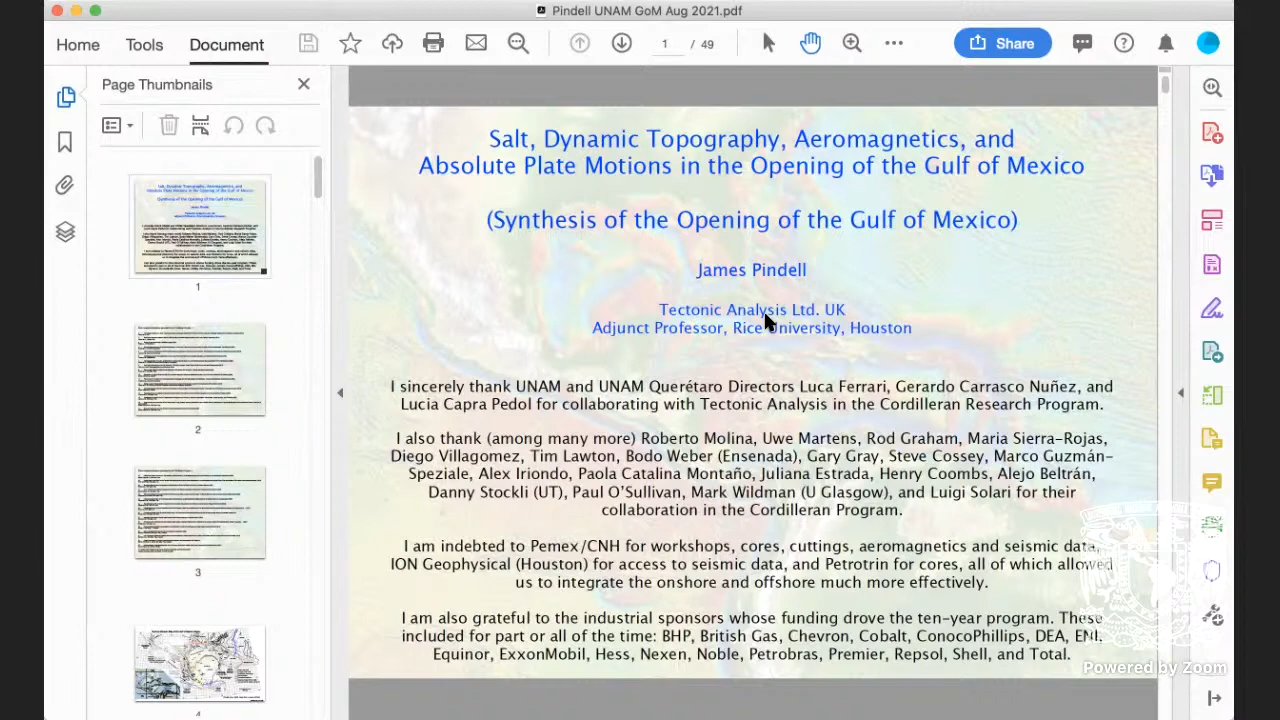 Pindell UNAM GoM Aug 2021.pdf
Home
Tools
Document
1 / 49
Share
Page Thumbnails
1
2
3
4
Salt, Dynamic Topography, Aeromagnetics, and
Absolute Plate Motions in the Opening of the Gulf of Mexico
(Synthesis of the Opening of the Gulf of Mexico)
James Pindell
Tectonic Analysis Ltd. UK
Adjunct Professor, Rice University, Houston
I sincerely thank UNAM and UNAM Querétaro Directors Luca Ferrari, Gerardo Carrasco Nuñez, and
Lucia Capra Pedol for collaborating with Tectonic Analysis in the Cordilleran Research Program.
I also thank (among many more) Roberto Molina, Uwe Martens, Rod Graham, Maria Sierra-Rojas,
Diego Villagomez, Tim Lawton, Bodo Weber (Ensenada), Gary Gray, Steve Cossey, Marco Guzmán-
Speziale, Alex Iriondo, Paola Catalina Montaño, Juliana Estrada, Henry Coombs, Alejo Beltrán,
Danny Stockli (UT), Paul O'Sullivan, Mark Wildman (U Glasgow), and Luigi Solari for their
collaboration in the Cordilleran Program.
I am indebted to Pemex/CNH for workshops, cores, cuttings, aeromagnetics and seismic data,
ION Geophysical (Houston) for access to seismic data, and Petrotrin for cores, all of which allowed
us to integrate the onshore and offshore much more effectively.
I am also grateful to the industrial sponsors whose funding drove the ten-year program. These
included for part or all of the time: BHP, British Gas, Chevron, Cobalt, ConocoPhillips, DEA, ENI,
Equinor, ExxonMobil, Hess, Nexen, Noble, Petrobras, Premier, Repsol, Shell, and Total.
Powered by Zoom